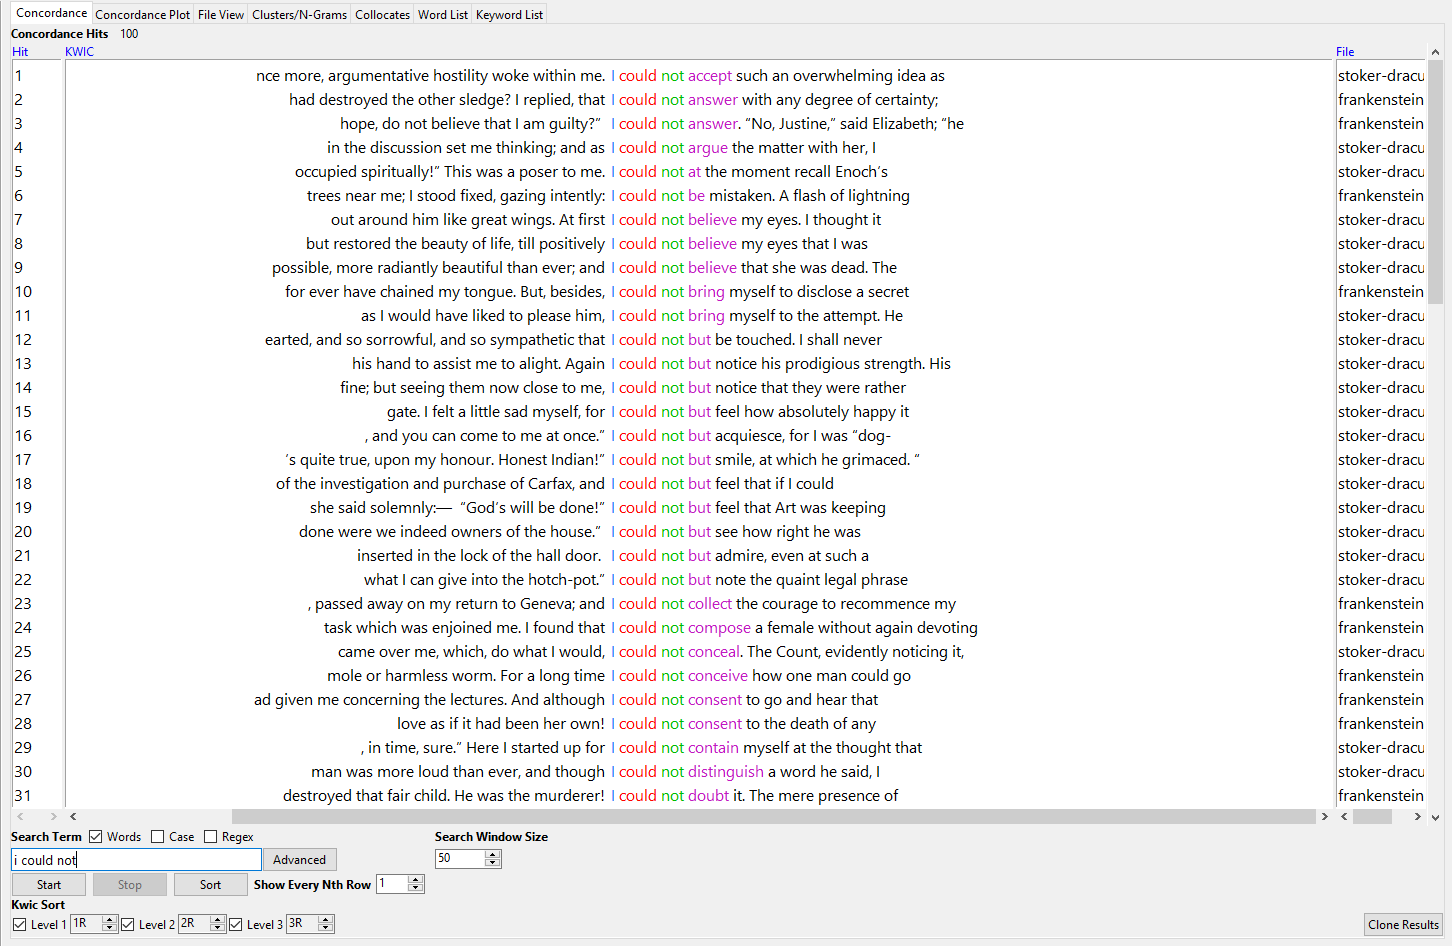 Concordance Concordance Plot File View Clusters/N-Grams Collocates Word List Keyword List
Concordance Hits 100
Hit KWIC File
1 nce more, argumentative hostility woke within me. I could not accept such an overwhelming idea as stoker-dracu
2 had destroyed the other sledge? I replied, that I could not answer with any degree of certainty; frankenstein
3 hope, do not believe that I am guilty?” I could not answer. “No, Justine,” said Elizabeth; “he frankenstein
4 in the discussion set me thinking; and as I could not argue the matter with her, I stoker-dracu
5 occupied spiritually!” This was a poser to me. I could not at the moment recall Enoch’s stoker-dracu
6 trees near me; I stood fixed, gazing intently: I could not be mistaken. A flash of lightning frankenstein
7 out around him like great wings. At first I could not believe my eyes. I thought it stoker-dracu
8 but restored the beauty of life, till positively I could not believe my eyes that I was stoker-dracu
9 possible, more radiantly beautiful than ever; and I could not believe that she was dead. The stoker-dracu
10 for ever have chained my tongue. But, besides, I could not bring myself to disclose a secret frankenstein
11 as I would have liked to please him, I could not bring myself to the attempt. He stoker-dracu
12 earted, and so sorrowful, and so sympathetic that I could not but be touched. I shall never stoker-dracu
13 his hand to assist me to alight. Again I could not but notice his prodigious strength. His stoker-dracu
14 fine; but seeing them now close to me, I could not but notice that they were rather stoker-dracu
15 gate. I felt a little sad myself, for I could not but feel how absolutely happy it stoker-dracu
16 , and you can come to me at once.” I could not but acquiesce, for I was “dog- stoker-dracu
17 ’s quite true, upon my honour. Honest Indian!” I could not but smile, at which he grimaced. “ stoker-dracu
18 of the investigation and purchase of Carfax, and I could not but feel that if I could stoker-dracu
19 she said solemnly:— “God’s will be done!” I could not but feel that Art was keeping stoker-dracu
20 done were we indeed owners of the house.” I could not but see how right he was stoker-dracu
21 inserted in the lock of the hall door. I could not but admire, even at such a stoker-dracu
22 what I can give into the hotch-pot.” I could not but note the quaint legal phrase stoker-dracu
23 , passed away on my return to Geneva; and I could not collect the courage to recommence my frankenstein
24 task which was enjoined me. I found that I could not compose a female without again devoting frankenstein
25 came over me, which, do what I would, I could not conceal. The Count, evidently noticing it, stoker-dracu
26 mole or harmless worm. For a long time I could not conceive how one man could go frankenstein
27 ad given me concerning the lectures. And although I could not consent to go and hear that frankenstein
28 love as if it had been her own! I could not consent to the death of any frankenstein
29 , in time, sure.” Here I started up for I could not contain myself at the thought that stoker-dracu
30 man was more loud than ever, and though I could not distinguish a word he said, I stoker-dracu
31 destroyed that fair child. He was the murderer! I could not doubt it. The mere presence of frankenstein
Search Term Words Case Regex Search Window Size
i could not Advanced 50
Start Stop Sort Show Every Nth Row 1
Kwic Sort
Level 1 1R Level 2 2R Level 3 3R Clone Results